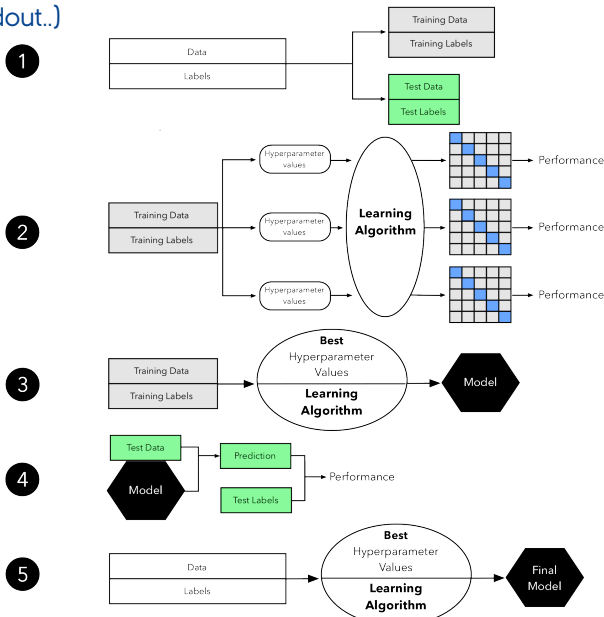 dout..)
1
Data
Labels
Training Data
Training Labels
Test Data
Test Labels
2
Training Data
Training Labels
Hyperparameter
values
Hyperparameter
values
Hyperparameter
values
Learning
Algorithm
Performance
Performance
Performance
3
Training Data
Training Labels
Best
Hyperparameter
Values
Learning
Algorithm
Model
4
Test Data
Model
Prediction
Test Labels
Performance
5
Data
Labels
Best
Hyperparameter
Values
Learning
Algorithm
Final
Model